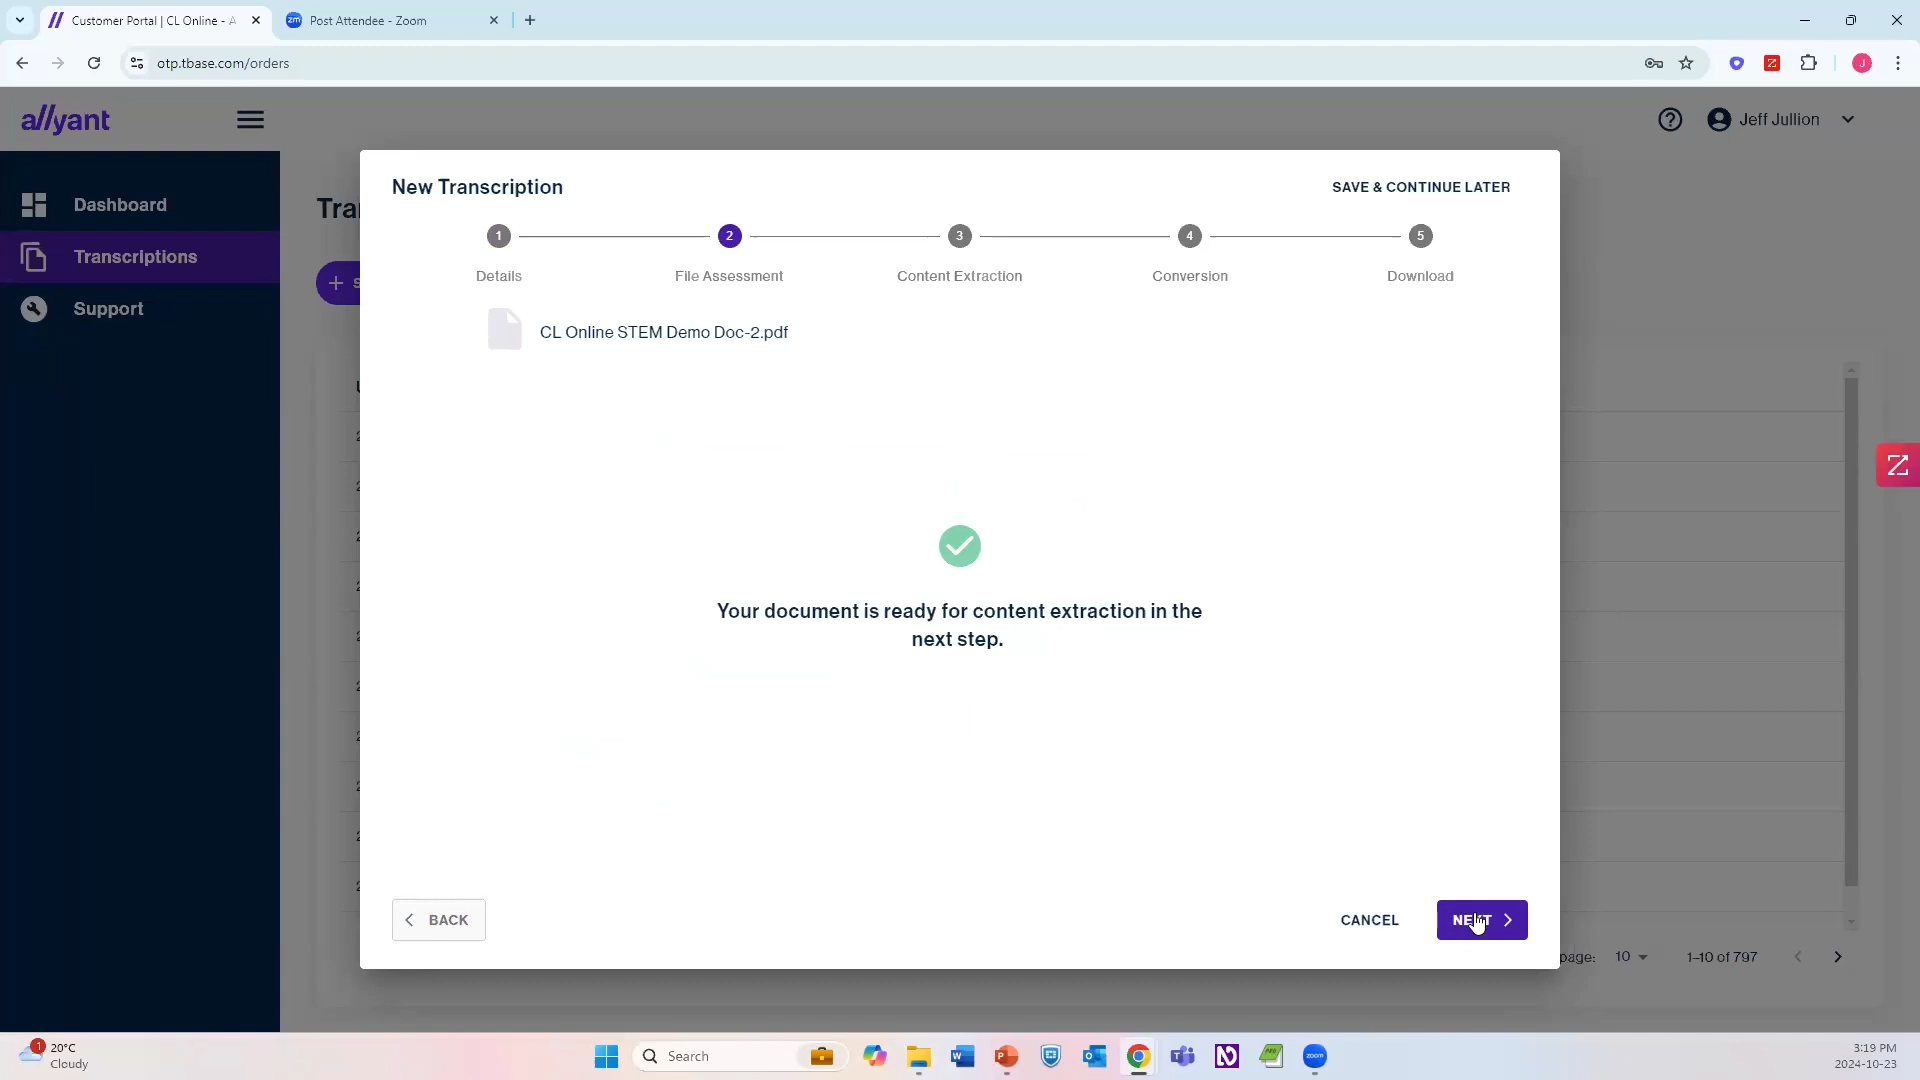 Customer Portal | CL Online - A
zm Post Attendee - Zoom
otp.tbase.com/orders
J
allyant
Jeff Jullion
Dashboard
Transcriptions
Support
New Transcription
SAVE & CONTINUE LATER
1 2 3 4 5
Details File Assessment Content Extraction Conversion Download
CL Online STEM Demo Doc-2.pdf
Your document is ready for content extraction in the
next step.
BACK
CANCEL
NEXT
page: 10 1–10 of 797
1
20°C
Cloudy
Search
zoom
3:19 PM
2024-10-23